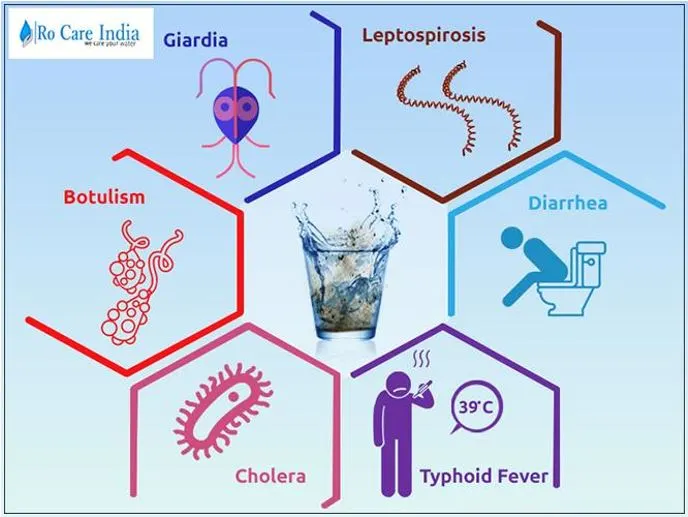 Ro Care India
we care your water
Giardia
Leptospirosis
Botulism
Diarrhea
39°C
Cholera
Typhoid Fever